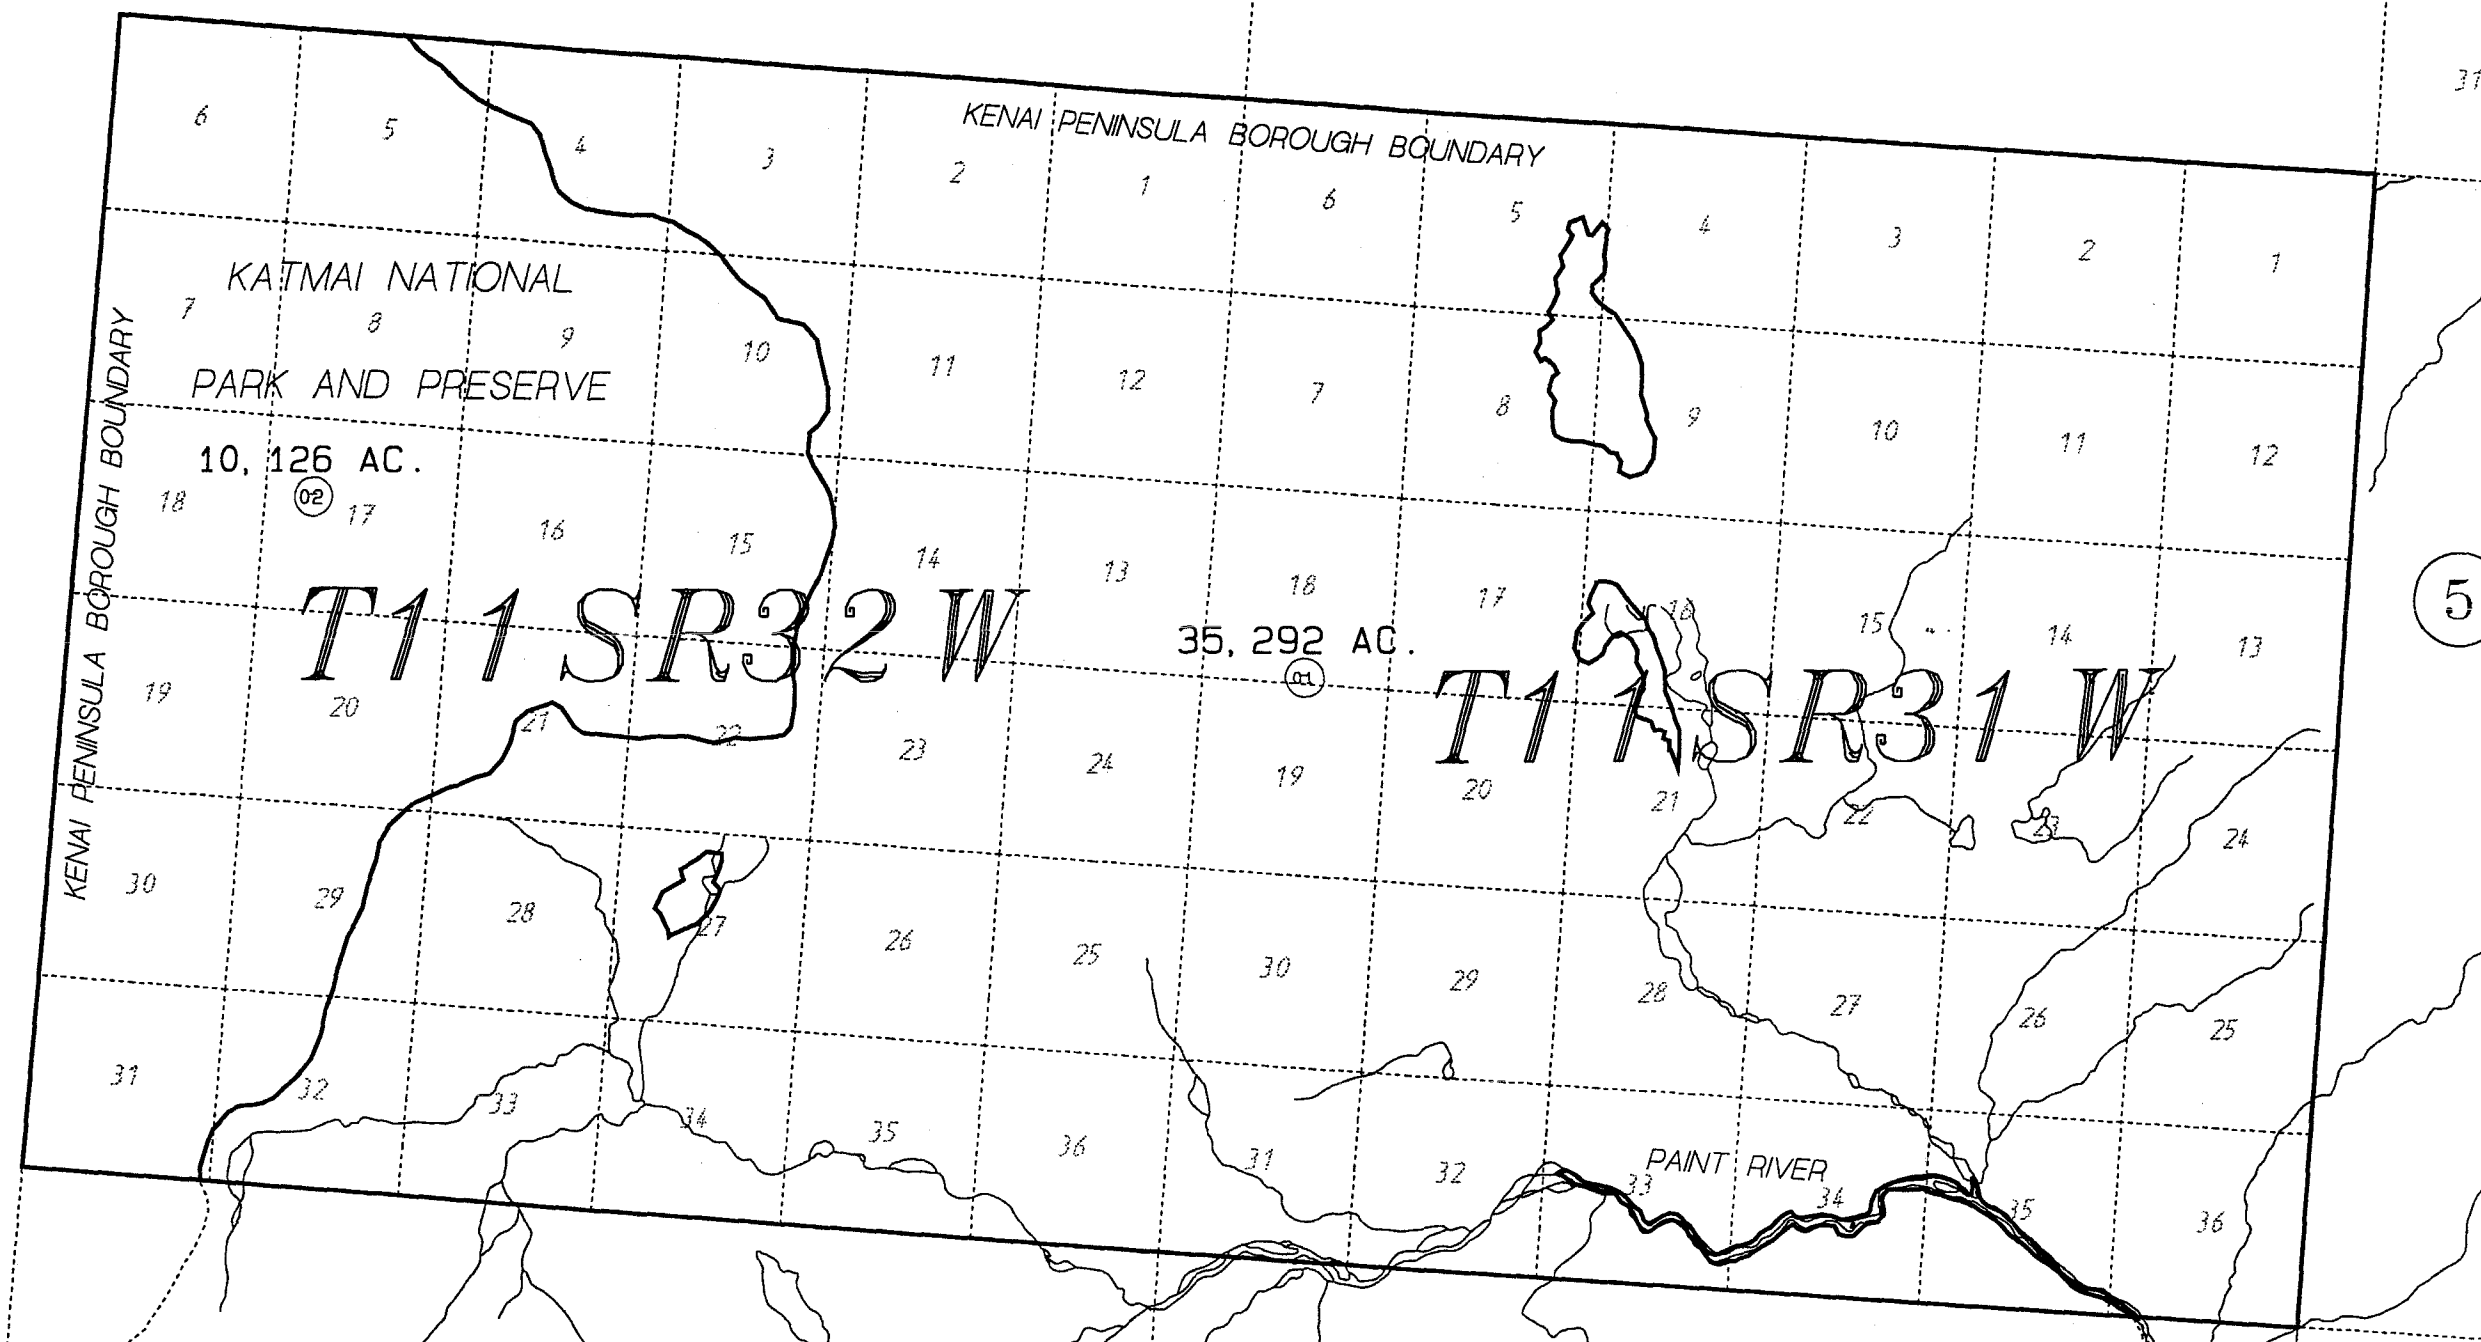 31
KENAI PENINSULA BOROUGH BOUNDARY
6 5 4 3 2 1 6 5 4 3 2 1
KATMAI NATIONAL
7 8 9 10 11 12 7 8 9 10 11 12
PARK AND PRESERVE
KENAI PENINSULA BOROUGH BOUNDARY
10,126 AC.
02
18 17 16 15 14 13 18 17 16 15 14 13
5
T11SR32W
35,292 AC.
01
T11SR31W
19 20 21 22 23 24 19 20 21 22 23 24
30 29 28 27 26 25 30 29 28 27 26 25
31 32 33 34 35 36 31 32 33 34 35 36
PAINT RIVER